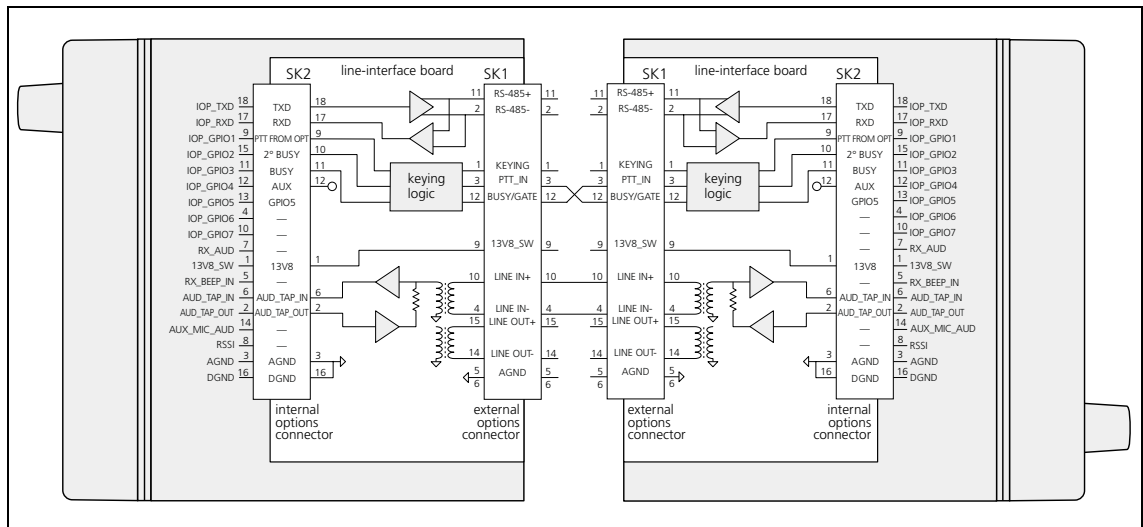 SK2 line-interface board SK1
SK1 line-interface board SK2
IOP_TXD 18 TXD 18
IOP_RXD 17 RXD 17
IOP_GPIO1 9 PTT FROM OPT 9
IOP_GPIO2 15 2° BUSY 10
IOP_GPIO3 11 BUSY 11
IOP_GPIO4 12 AUX 12
IOP_GPIO5 13 GPIO5
IOP_GPIO6 4 —
IOP_GPIO7 10 —
RX_AUD 7 —
13V8_SW 1 13V8 1
RX_BEEP_IN 5 —
AUD_TAP_IN 6 AUD_TAP_IN 6
AUD_TAP_OUT 2 AUD_TAP_OUT 2
AUX_MIC_AUD 14 —
RSSI 8 —
AGND 3 AGND 3
DGND 16 DGND 16
keying
logic
11 RS-485+ 11
2 RS-485- 2
1 KEYING 1
3 PTT_IN 3
12 BUSY/GATE 12
9 13V8_SW 9
10 LINE IN+ 10
4 LINE IN- 4
15 LINE OUT+ 15
14 LINE OUT- 14
5 AGND 5
6 6
11 RS-485+ 11
2 RS-485- 2
1 KEYING 1
3 PTT_IN 3
12 BUSY/GATE 12
9 13V8_SW 9
10 LINE IN+ 10
4 LINE IN- 4
15 LINE OUT+ 15
14 LINE OUT- 14
5 AGND 5
6 6
keying
logic
18 TXD 18 IOP_TXD
17 RXD 17 IOP_RXD
9 PTT FROM OPT 9 IOP_GPIO1
10 2° BUSY 15 IOP_GPIO2
11 BUSY 11 IOP_GPIO3
12 AUX 12 IOP_GPIO4
GPIO5 13 IOP_GPIO5
— 4 IOP_GPIO6
— 10 IOP_GPIO7
— 7 RX_AUD
1 13V8 1 13V8_SW
— 5 RX_BEEP_IN
6 AUD_TAP_IN 6 AUD_TAP_IN
2 AUD_TAP_OUT 2 AUD_TAP_OUT
— 14 AUX_MIC_AUD
— 8 RSSI
3 AGND 3 AGND
16 DGND 16 DGND
internal
options
connector
external
options
connector
external
options
connector
internal
options
connector